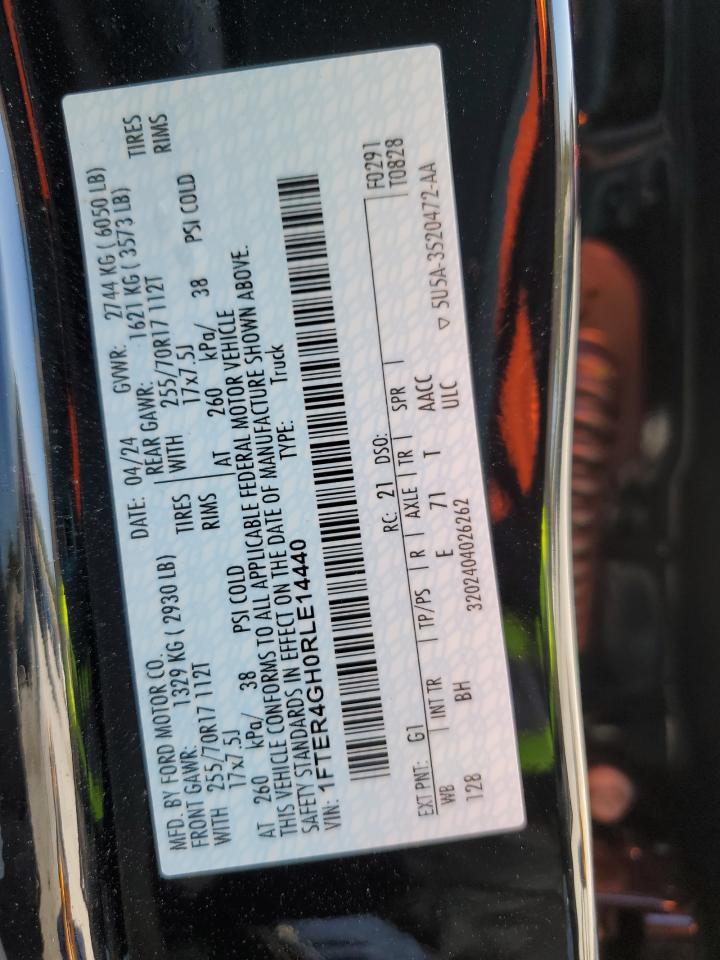 MFD. BY FORD MOTOR CO. DATE: 04/24 GVWR: 2744 KG ( 6050 LB)
FRONT GAWR: 1329 KG ( 2930 LB) REAR GAWR: 1621 KG ( 3573 LB)
WITH 255/70R17 112T TIRES WITH 255/70R17 112T TIRES
17x7.5J RIMS 17x7.5J RIMS
AT 260 kPa/ 38 PSI COLD AT 260 kPa/ 38 PSI COLD
THIS VEHICLE CONFORMS TO ALL APPLICABLE FEDERAL MOTOR VEHICLE
SAFETY STANDARDS IN EFFECT ON THE DATE OF MANUFACTURE SHOWN ABOVE.
VIN: 1FTER4GH0RLE14440 TYPE: Truck
EXT PNT: G1 RC: 21 DSO: F0291
WB INT TR TP/PS R AXLE TR SPR T0828
128 BH E 71 T AACC
3202404026262 ULC ▽ 5U5A-3520472-AA